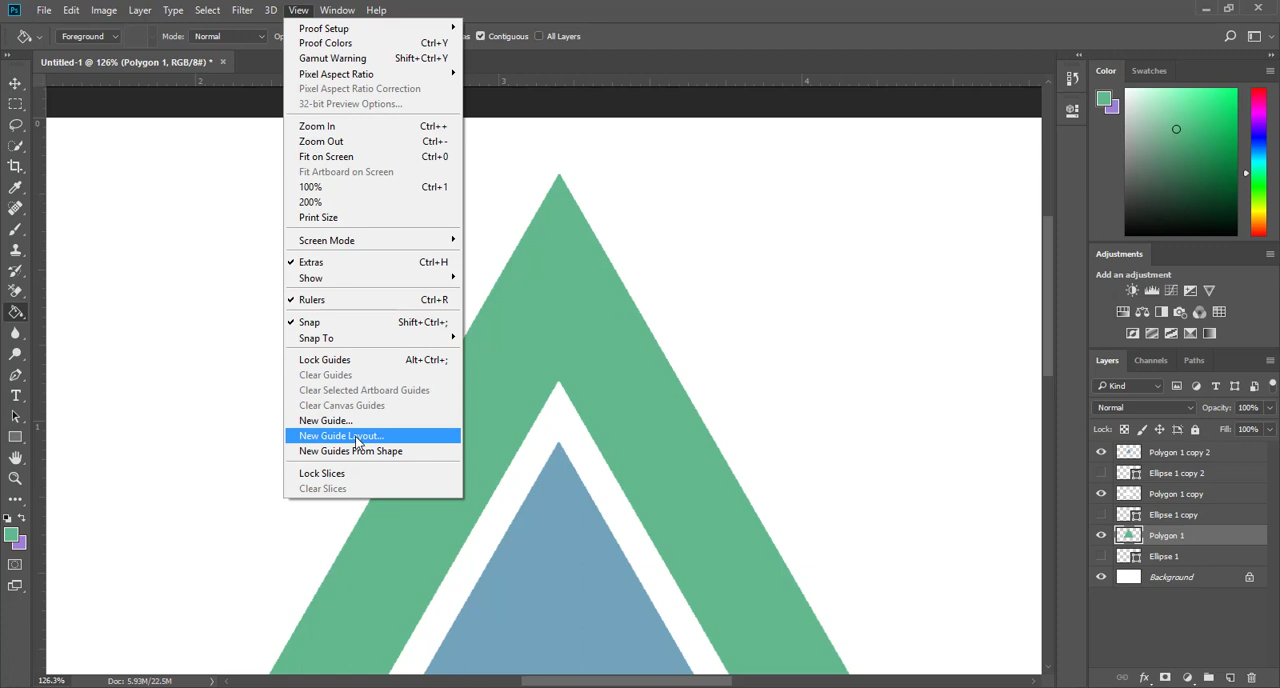 Ps File Edit Image Layer Type Select Filter 3D View Window Help
Foreground Mode: Normal Contiguous All Layers
Untitled-1 @ 126% (Polygon 1, RGB/8#) * ×
2 3 4
0
1
Proof Setup
Proof Colors Ctrl+Y
Gamut Warning Shift+Ctrl+Y
Pixel Aspect Ratio
Pixel Aspect Ratio Correction
32-bit Preview Options...
Zoom In Ctrl++
Zoom Out Ctrl+-
Fit on Screen Ctrl+0
Fit Artboard on Screen
100% Ctrl+1
200%
Print Size
Screen Mode
Extras Ctrl+H
Show
Rulers Ctrl+R
Snap Shift+Ctrl+;
Snap To
Lock Guides Alt+Ctrl+;
Clear Guides
Clear Selected Artboard Guides
Clear Canvas Guides
New Guide...
New Guide Layout...
New Guides From Shape
Lock Slices
Clear Slices
Color Swatches
Adjustments
Add an adjustment
Layers Channels Paths
Kind
Normal Opacity: 100%
Lock: Fill: 100%
Polygon 1 copy 2
Ellipse 1 copy 2
Polygon 1 copy
Ellipse 1 copy
Polygon 1
Ellipse 1
Background
fx
126.3% Doc: 5.93M/22.5M